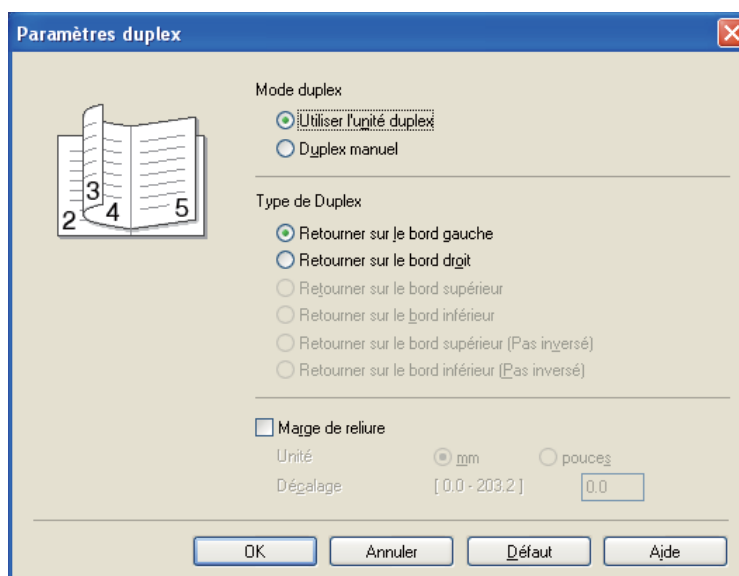 Paramètres duplex
Mode duplex
Utiliser l'unité duplex
Duplex manuel
2 3 4 5
Type de Duplex
Retourner sur le bord gauche
Retourner sur le bord droit
Retourner sur le bord supérieur
Retourner sur le bord inférieur
Retourner sur le bord supérieur (Pas inversé)
Retourner sur le bord inférieur (Pas inversé)
Marge de reliure
Unité mm pouces
Décalage [ 0.0 - 203.2 ] 0.0
OK Annuler Défaut Aide